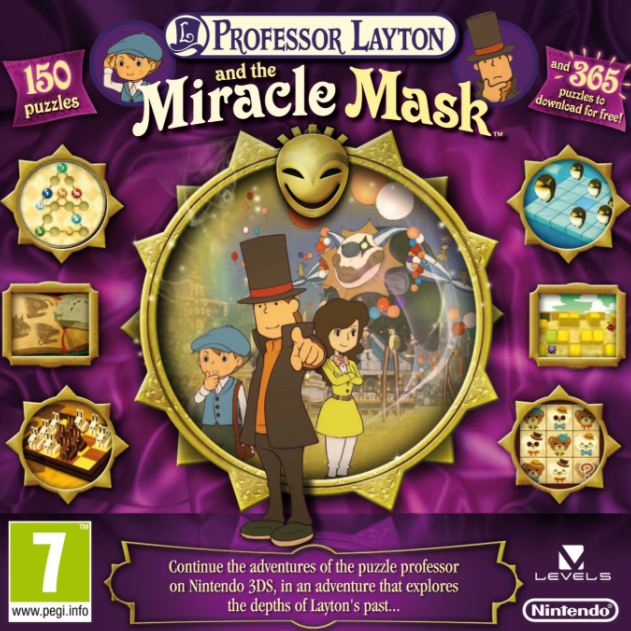 L PROFESSOR LAYTON
and the
Miracle Mask™
150
puzzles
and 365
puzzles to
download for free!
7™
www.pegi.info
Continue the adventures of the puzzle professor
on Nintendo 3DS, in an adventure that explores
the depths of Layton's past...
LEVEL5
Nintendo®